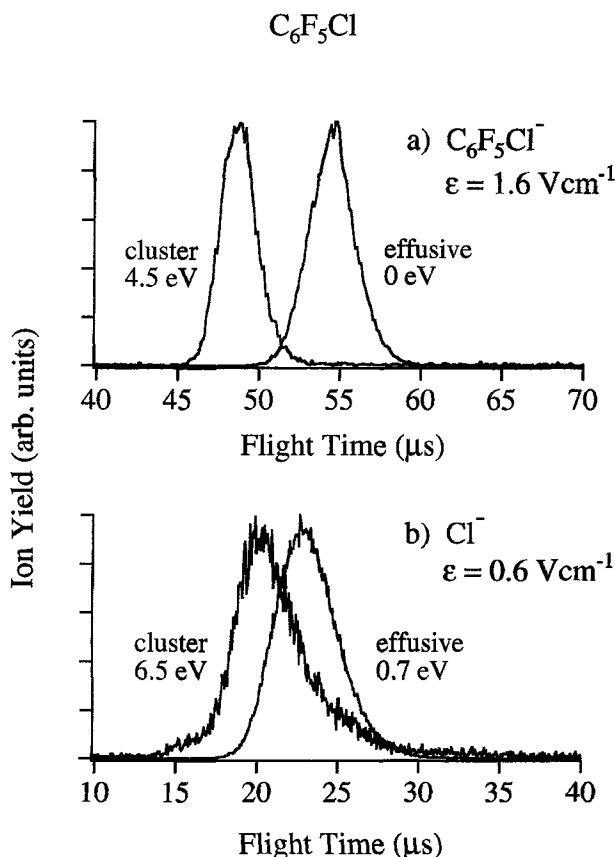 C₆F₅Cl
a) C₆F₅Cl⁻
ε = 1.6 Vcm⁻¹
cluster
4.5 eV
effusive
0 eV
40 45 50 55 60 65 70
Flight Time (μs)
Ion Yield (arb. units)
b) Cl⁻
ε = 0.6 Vcm⁻¹
cluster
6.5 eV
effusive
0.7 eV
10 15 20 25 30 35 40
Flight Time (μs)